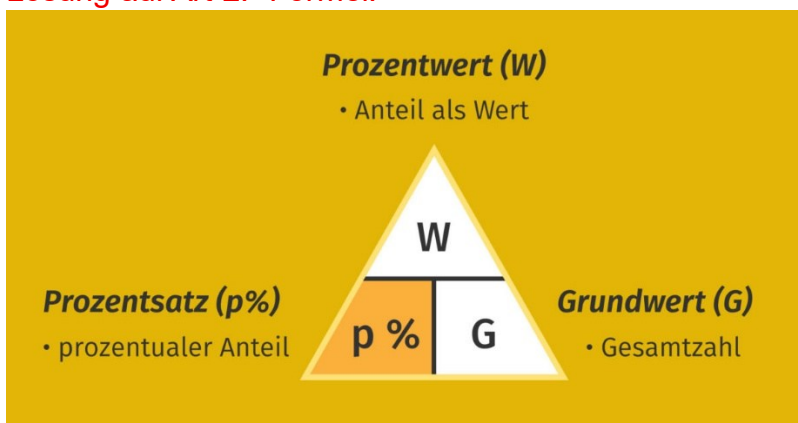 Prozentwert (W)
• Anteil als Wert
W
Prozentsatz (p%)
• prozentualer Anteil
p %
G
Grundwert (G)
• Gesamtzahl